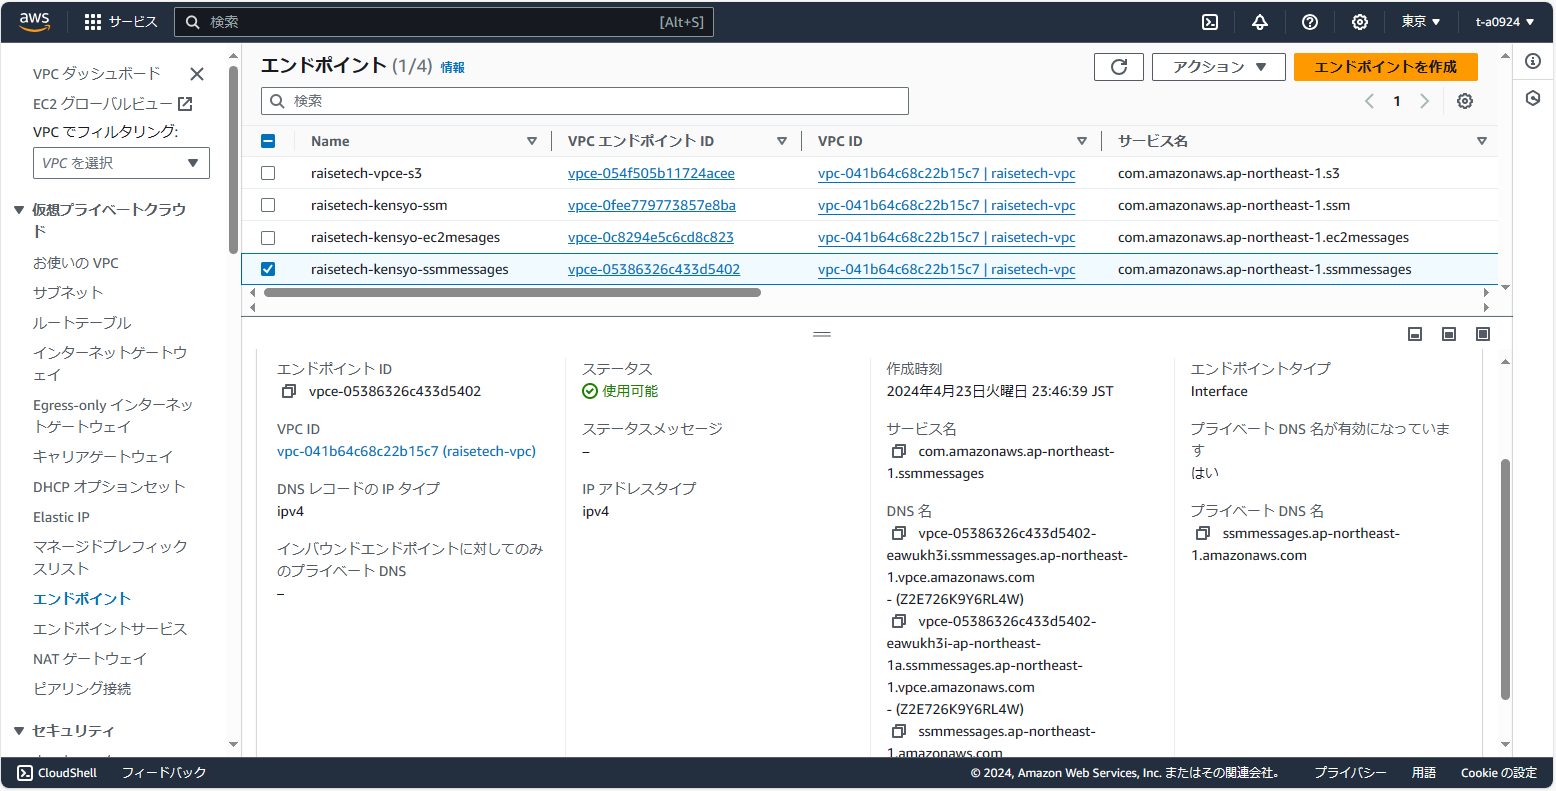 aws
サービス
検索
[Alt+S]
東京 ▼
t-a0924 ▼
VPC ダッシュボード
EC2 グローバルビュー
VPC でフィルタリング:
VPC を選択
仮想プライベートクラウ
ド
お使いの VPC
サブネット
ルートテーブル
インターネットゲートウ
ェイ
Egress-only インターネッ
トゲートウェイ
キャリアゲートウェイ
DHCP オプションセット
Elastic IP
マネージドプレフィック
スリスト
エンドポイント
エンドポイントサービス
NAT ゲートウェイ
ピアリング接続
セキュリティ
エンドポイント (1/4) 情報
アクション ▼
エンドポイントを作成
検索
1
Name
VPC エンドポイント ID
VPC ID
サービス名
raisetech-vpce-s3
vpce-054f505b11724acee
vpc-041b64c68c22b15c7 | raisetech-vpc
com.amazonaws.ap-northeast-1.s3
raisetech-kensyo-ssm
vpce-0fee779773857e8ba
vpc-041b64c68c22b15c7 | raisetech-vpc
com.amazonaws.ap-northeast-1.ssm
raisetech-kensyo-ec2mesages
vpce-0c8294e5c6cd8c823
vpc-041b64c68c22b15c7 | raisetech-vpc
com.amazonaws.ap-northeast-1.ec2messages
raisetech-kensyo-ssmmessages
vpce-05386326c433d5402
vpc-041b64c68c22b15c7 | raisetech-vpc
com.amazonaws.ap-northeast-1.ssmmessages
エンドポイント ID
vpce-05386326c433d5402
VPC ID
vpc-041b64c68c22b15c7 (raisetech-vpc)
DNS レコードの IP タイプ
ipv4
インバウンドエンドポイントに対してのみ
のプライベート DNS
–
ステータス
使用可能
ステータスメッセージ
–
IP アドレスタイプ
ipv4
作成時刻
2024年4月23日火曜日 23:46:39 JST
サービス名
com.amazonaws.ap-northeast-
1.ssmmessages
DNS 名
vpce-05386326c433d5402-
eawukh3i.ssmmessages.ap-northeast-
1.vpce.amazonaws.com
- (Z2E726K9Y6RL4W)
vpce-05386326c433d5402-
eawukh3i-ap-northeast-
1a.ssmmessages.ap-northeast-
1.vpce.amazonaws.com
- (Z2E726K9Y6RL4W)
ssmmessages.ap-northeast-
1.amazonaws.com
エンドポイントタイプ
Interface
プライベート DNS 名が有効になっていま
す
はい
プライベート DNS 名
ssmmessages.ap-northeast-
1.amazonaws.com
CloudShell
フィードバック
© 2024, Amazon Web Services, Inc. またはその関連会社。
プライバシー
用語
Cookie の設定